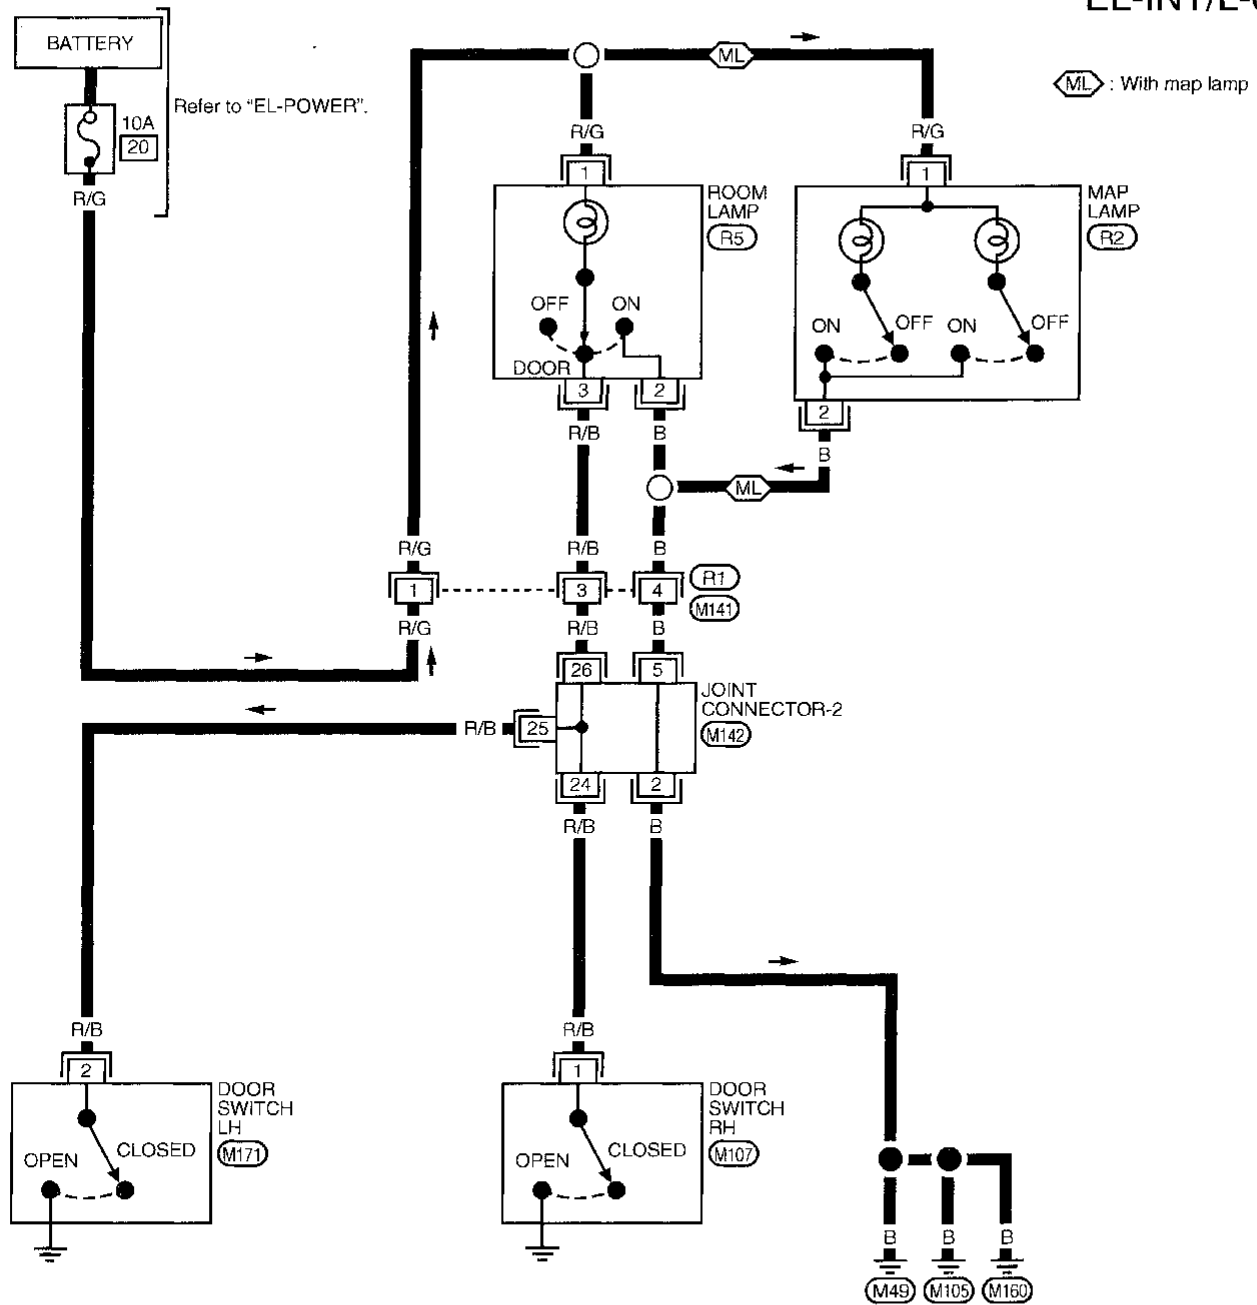 BATTERY
Refer to "EL-POWER".
10A
20
R/G
ML
ML : With map lamp
R/G
R/G
1
1
ROOM
LAMP
R5
MAP
LAMP
R2
OFF
ON
DOOR
ON
OFF
ON
OFF
3
2
2
R/B
B
B
ML
R/G
R/B
B
1
3
4
R1
M141
R/G
R/B
B
26
5
JOINT
CONNECTOR-2
M142
R/B
25
24
2
R/B
B
R/B
R/B
2
1
DOOR
SWITCH
LH
M171
OPEN
CLOSED
DOOR
SWITCH
RH
M107
OPEN
CLOSED
B
B
B
M49
M105
M160